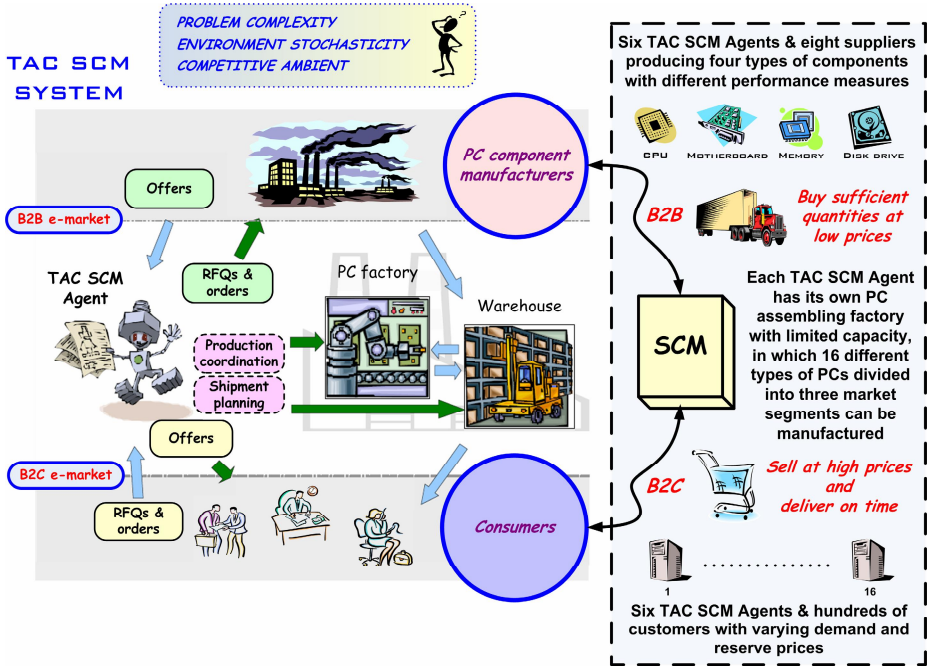 PROBLEM COMPLEXITY
ENVIRONMENT STOCHASTICITY
COMPETITIVE AMBIENT
TAC SCM
SYSTEM
Offers
PC component
manufacturers
B2B e-market
RFQs &
orders
TAC SCM
Agent
PC factory
Warehouse
Production
coordination
Shipment
planning
Offers
B2C e-market
RFQs &
orders
Consumers
Six TAC SCM Agents & eight suppliers
producing four types of components
with different performance measures
CPU
MOTHERBOARD
MEMORY
DISK DRIVE
B2B
Buy sufficient
quantities at
low prices
SCM
Each TAC SCM Agent
has its own PC
assembling factory
with limited capacity,
in which 16 different
types of PCs divided
into three market
segments can be
manufactured
B2C
Sell at high prices
and
deliver on time
1 .................. 16
Six TAC SCM Agents & hundreds of
customers with varying demand and
reserve prices